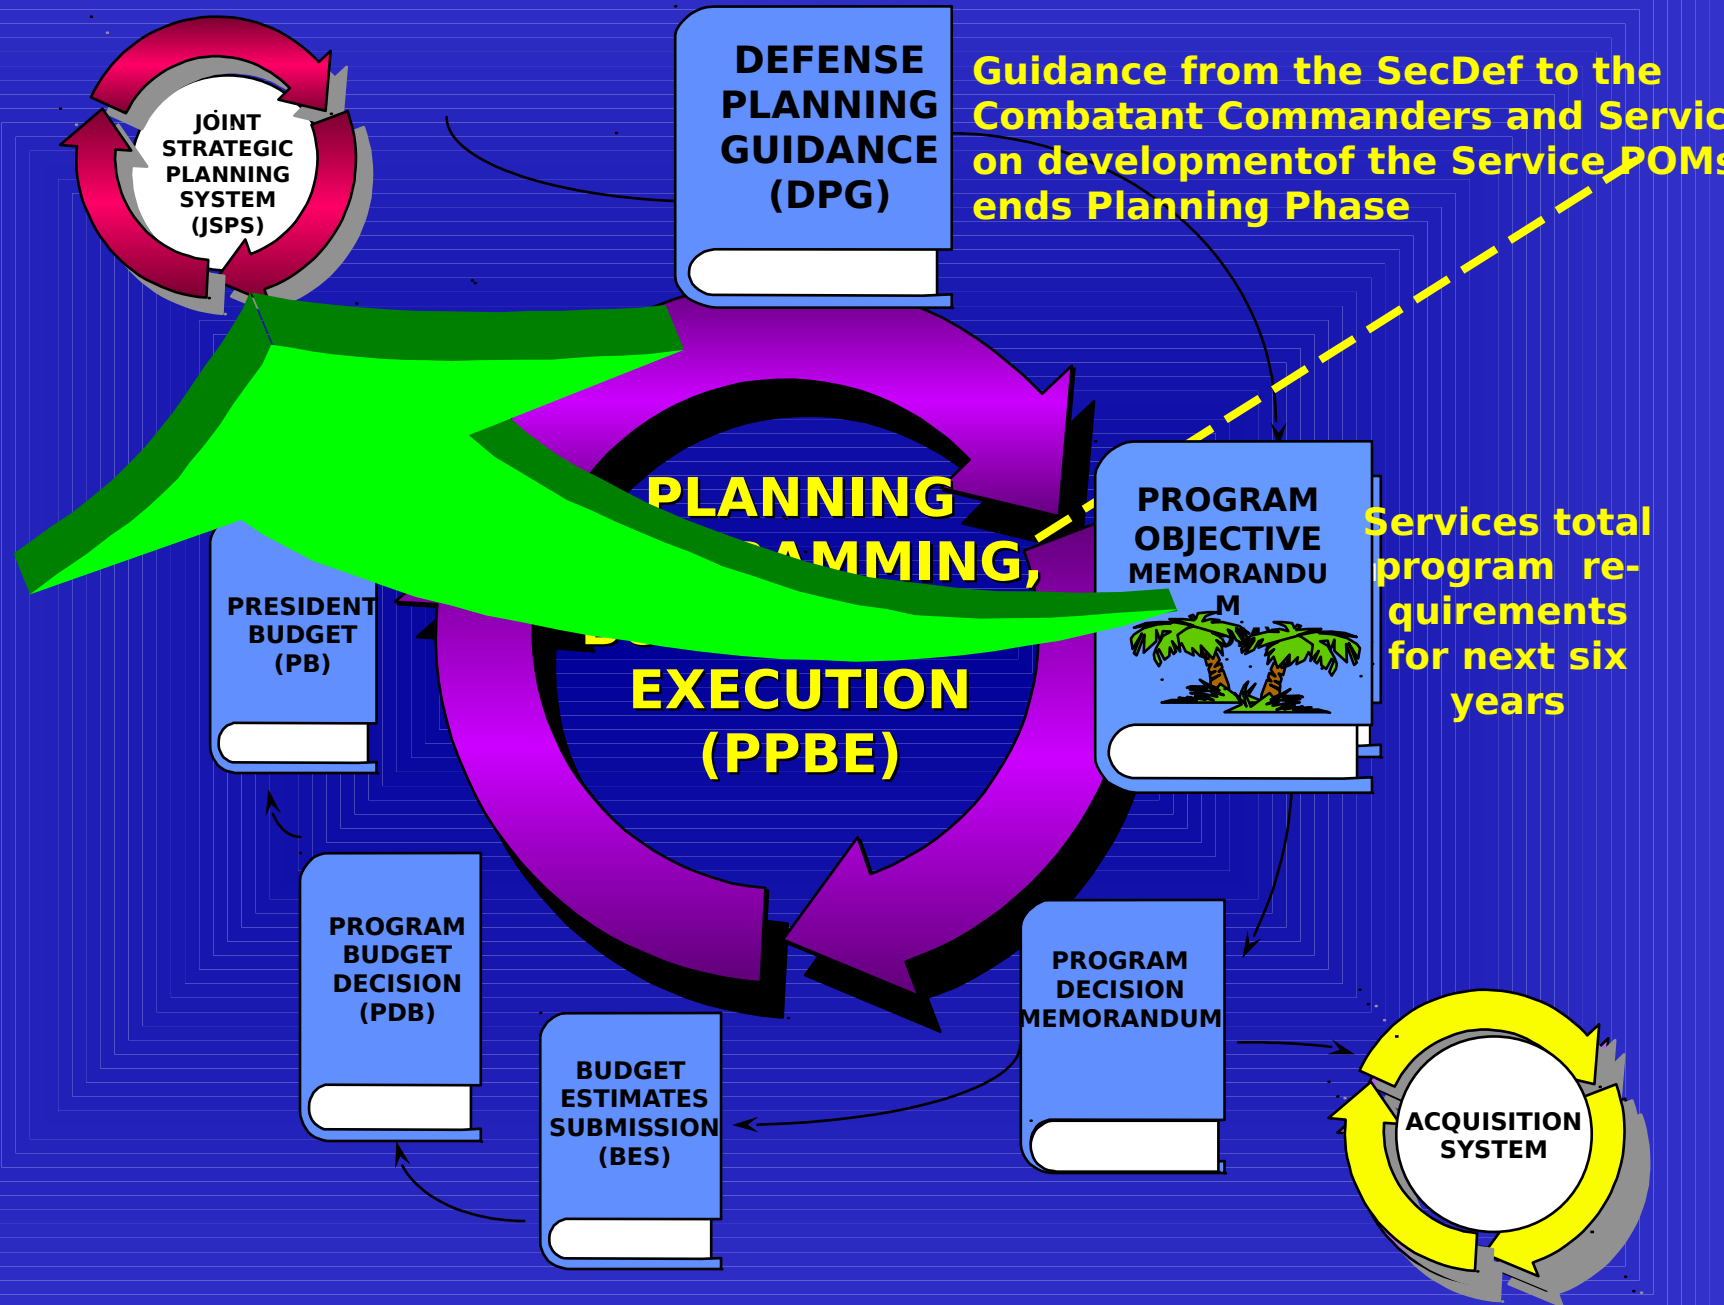 JOINT
STRATEGIC
PLANNING
SYSTEM
(JSPS)
DEFENSE
PLANNING
GUIDANCE
(DPG)
Guidance from the SecDef to the
Combatant Commanders and Servic
on developmentof the Service POMs
ends Planning Phase
PLANNING
AMMING,
EXECUTION
(PPBE)
PROGRAM
OBJECTIVE
MEMORANDU
M
Services total
program re-
quirements
for next six
years
PRESIDENT
BUDGET
(PB)
PROGRAM
BUDGET
DECISION
(PDB)
BUDGET
ESTIMATES
SUBMISSION
(BES)
PROGRAM
DECISION
MEMORANDUM
ACQUISITION
SYSTEM